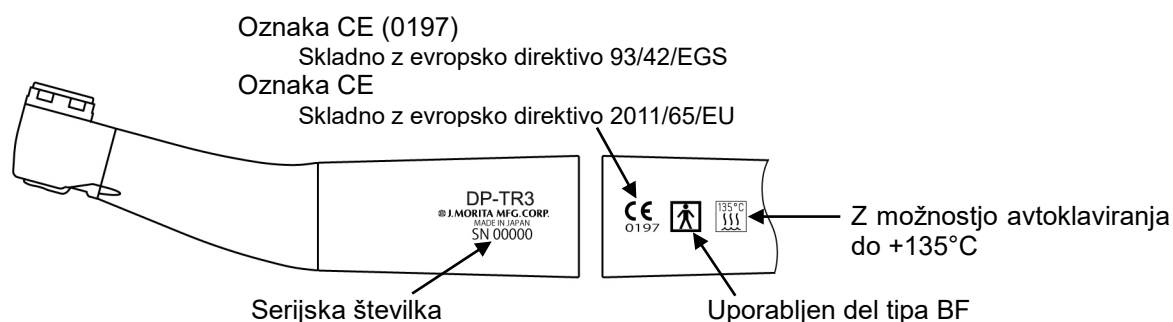 Oznaka CE (0197)
Skladno z evropsko direktivo 93/42/EGS
Oznaka CE
Skladno z evropsko direktivo 2011/65/EU
DP-TR3
J.MORITA MFG. CORP.
MADE IN JAPAN
SN 00000
CE
0197
135°C
Z možnostjo avtoklaviranja
do +135°C
Serijska številka
Uporabljen del tipa BF